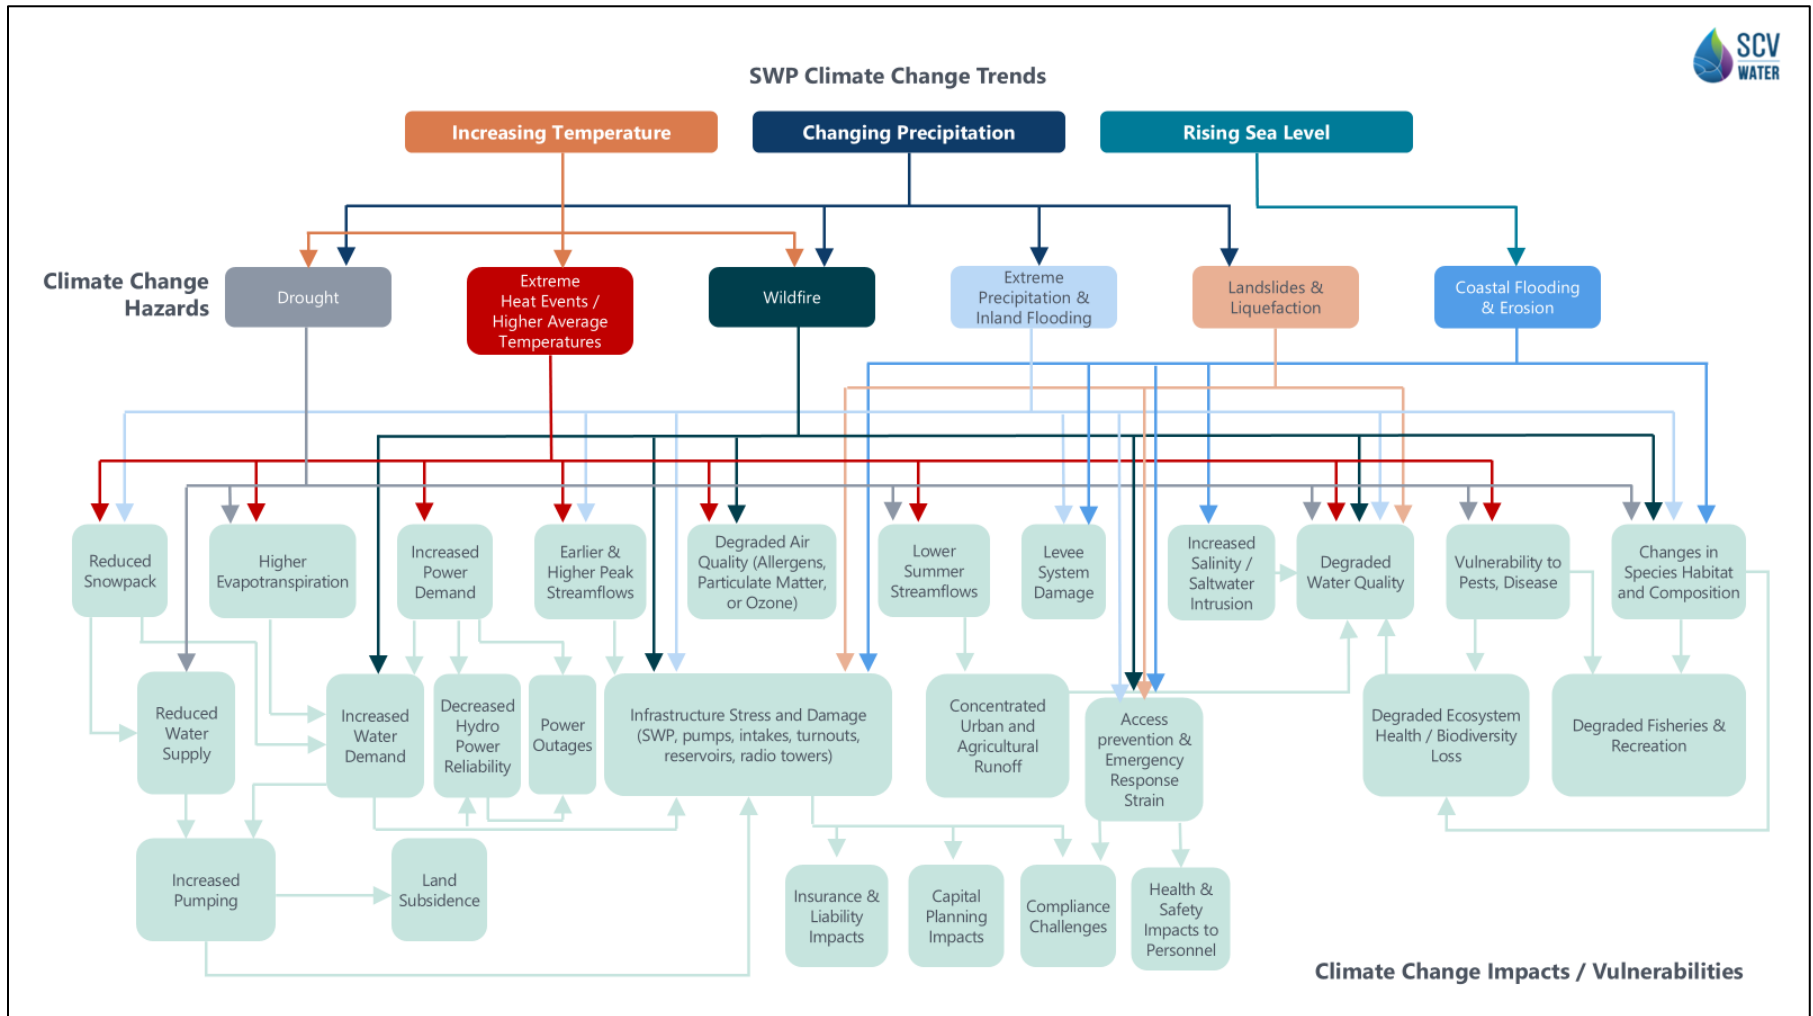 SCV
WATER
SWP Climate Change Trends
Increasing Temperature
Changing Precipitation
Rising Sea Level
Climate Change
Hazards
Drought
Extreme
Heat Events /
Higher Average
Temperatures
Wildfire
Extreme
Precipitation &
Inland Flooding
Landslides &
Liquefaction
Coastal Flooding
& Erosion
Reduced
Snowpack
Higher
Evapotranspiration
Increased
Power
Demand
Earlier &
Higher Peak
Streamflows
Degraded Air
Quality (Allergens,
Particulate Matter,
or Ozone)
Lower
Summer
Streamflows
Levee
System
Damage
Increased
Salinity /
Saltwater
Intrusion
Degraded
Water Quality
Vulnerability to
Pests, Disease
Changes in
Species Habitat
and Composition
Reduced
Water
Supply
Increased
Water
Demand
Decreased
Hydro
Power
Reliability
Power
Outages
Infrastructure Stress and Damage
(SWP, pumps, intakes, turnouts,
reservoirs, radio towers)
Concentrated
Urban and
Agricultural
Runoff
Access
prevention &
Emergency
Response
Strain
Degraded Ecosystem
Health / Biodiversity
Loss
Degraded Fisheries &
Recreation
Increased
Pumping
Land
Subsidence
Insurance &
Liability
Impacts
Capital
Planning
Impacts
Compliance
Challenges
Health &
Safety
Impacts to
Personnel
Climate Change Impacts / Vulnerabilities